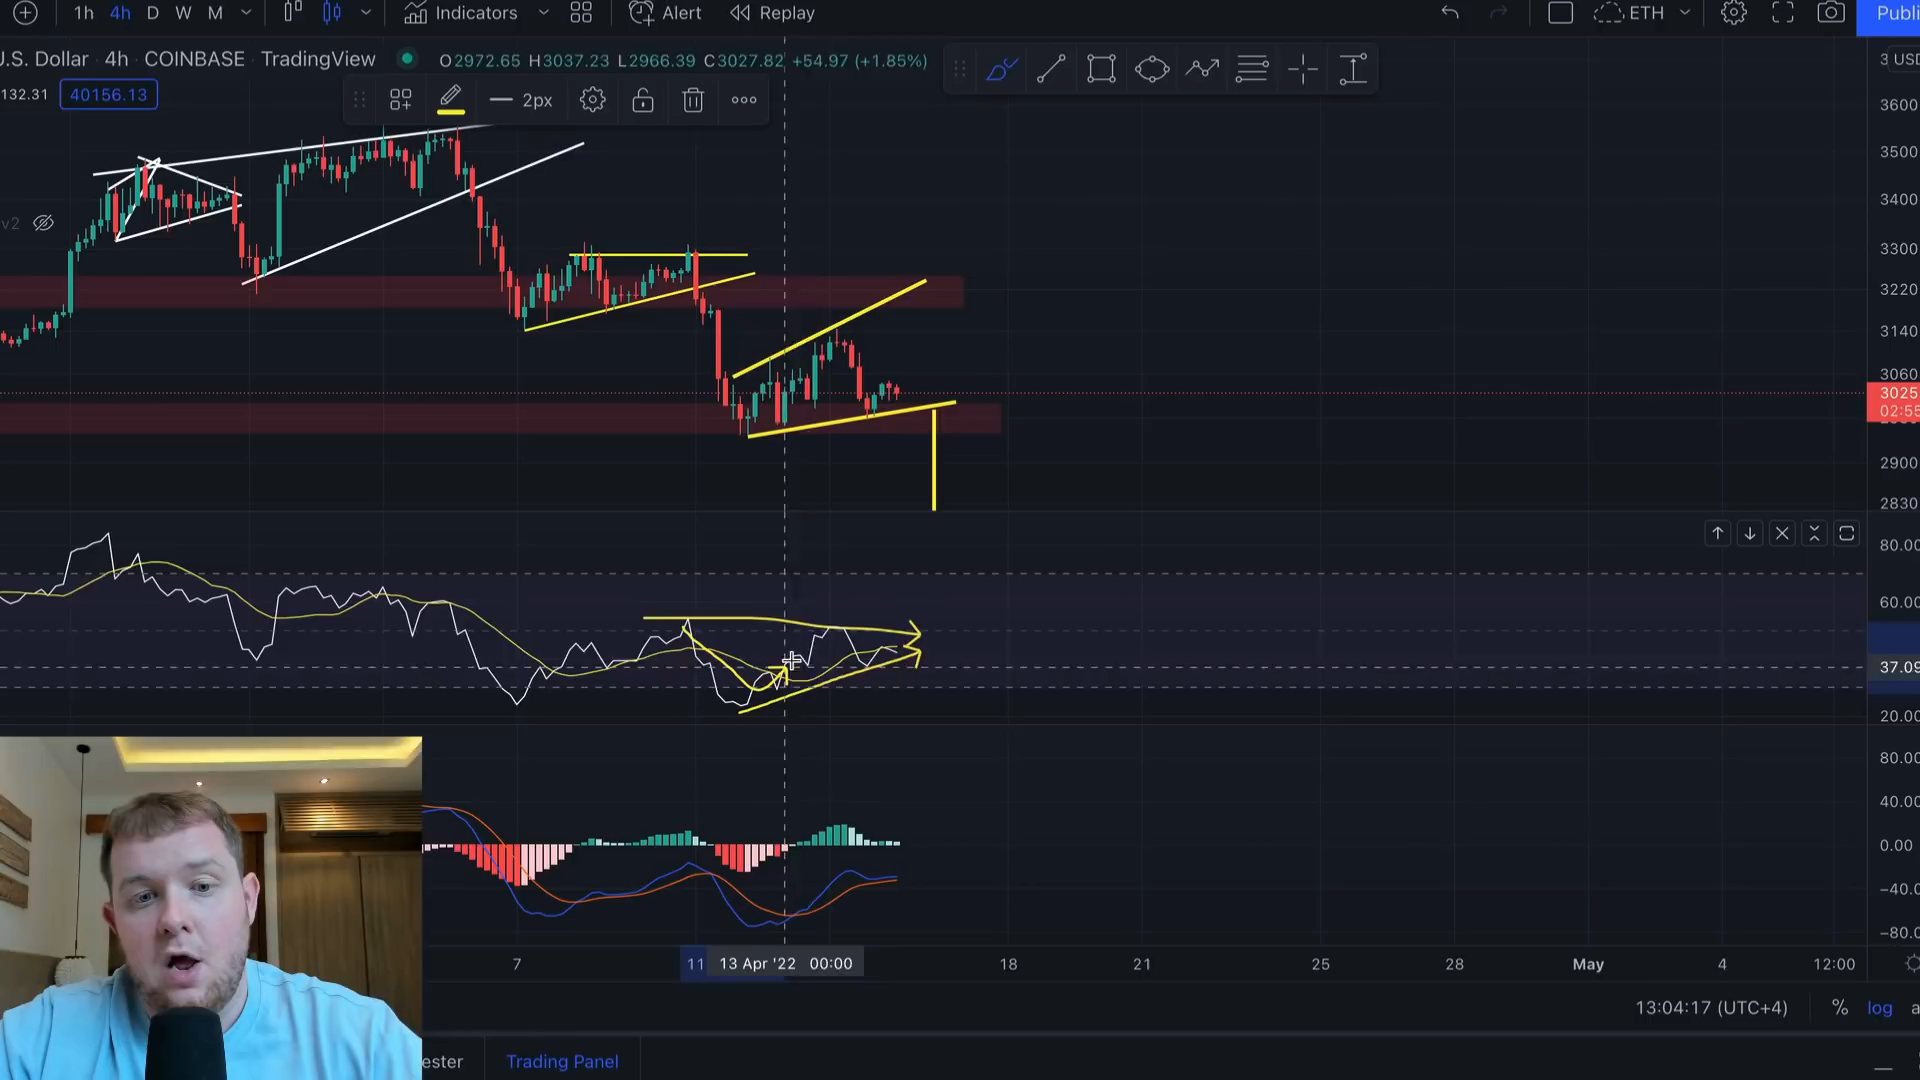 1h 4h D W M Indicators Alert Replay ETH Publi
J.S. Dollar · 4h · COINBASE · TradingView O2972.65 H3037.23 L2966.39 C3027.82 +54.97 (+1.85%)
USD
132.31 40156.13
2px
3600
3500
3400
v2
3300
3220
3140
3060
3025
02:55
2900
2830
80.00
60.00
37.09
20.00
80.00
40.00
0.00
−40.00
−80.0
7 11 13 Apr '22 00:00 18 21 25 28 May 4 12:00
13:04:17 (UTC+4) % log a
ester Trading Panel